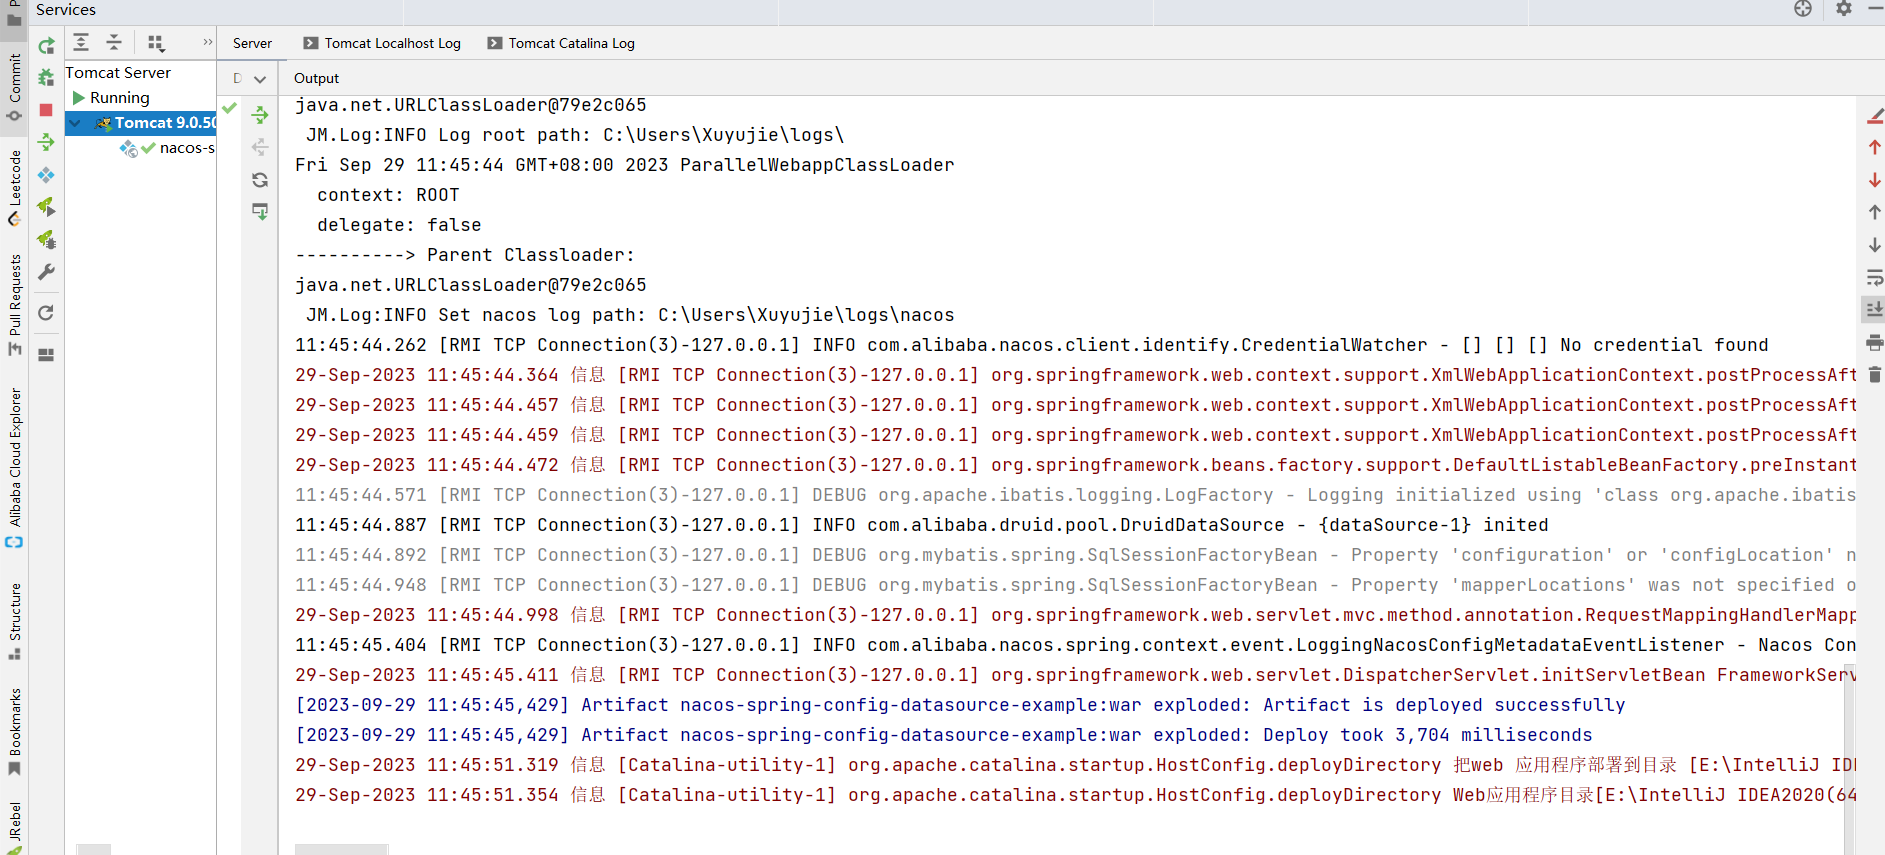 Services
Commit
Leetcode
Pull Requests
Alibaba Cloud Explorer
Structure
Bookmarks
JRebel
Server
Tomcat Localhost Log
Tomcat Catalina Log
Tomcat Server
Running
Tomcat 9.0.50
nacos-s
D
Output
java.net.URLClassLoader@79e2c065
JM.Log:INFO Log root path: C:\Users\Xuyujie\logs\
Fri Sep 29 11:45:44 GMT+08:00 2023 ParallelWebappClassLoader
context: ROOT
delegate: false
----------> Parent Classloader:
java.net.URLClassLoader@79e2c065
JM.Log:INFO Set nacos log path: C:\Users\Xuyujie\logs\nacos
11:45:44.262 [RMI TCP Connection(3)-127.0.0.1] INFO com.alibaba.nacos.client.identify.CredentialWatcher - [] [] [] No credential found
29-Sep-2023 11:45:44.364 信息 [RMI TCP Connection(3)-127.0.0.1] org.springframework.web.context.support.XmlWebApplicationContext.postProcessAft
29-Sep-2023 11:45:44.457 信息 [RMI TCP Connection(3)-127.0.0.1] org.springframework.web.context.support.XmlWebApplicationContext.postProcessAft
29-Sep-2023 11:45:44.459 信息 [RMI TCP Connection(3)-127.0.0.1] org.springframework.web.context.support.XmlWebApplicationContext.postProcessAft
29-Sep-2023 11:45:44.472 信息 [RMI TCP Connection(3)-127.0.0.1] org.springframework.beans.factory.support.DefaultListableBeanFactory.preInstant
11:45:44.571 [RMI TCP Connection(3)-127.0.0.1] DEBUG org.apache.ibatis.logging.LogFactory - Logging initialized using 'class org.apache.ibatis
11:45:44.887 [RMI TCP Connection(3)-127.0.0.1] INFO com.alibaba.druid.pool.DruidDataSource - {dataSource-1} inited
11:45:44.892 [RMI TCP Connection(3)-127.0.0.1] DEBUG org.mybatis.spring.SqlSessionFactoryBean - Property 'configuration' or 'configLocation' n
11:45:44.948 [RMI TCP Connection(3)-127.0.0.1] DEBUG org.mybatis.spring.SqlSessionFactoryBean - Property 'mapperLocations' was not specified o
29-Sep-2023 11:45:44.998 信息 [RMI TCP Connection(3)-127.0.0.1] org.springframework.web.servlet.mvc.method.annotation.RequestMappingHandlerMapp
11:45:45.404 [RMI TCP Connection(3)-127.0.0.1] INFO com.alibaba.nacos.spring.context.event.LoggingNacosConfigMetadataEventListener - Nacos Con
29-Sep-2023 11:45:45.411 信息 [RMI TCP Connection(3)-127.0.0.1] org.springframework.web.servlet.DispatcherServlet.initServletBean FrameworkServ
[2023-09-29 11:45:45,429] Artifact nacos-spring-config-datasource-example:war exploded: Artifact is deployed successfully
[2023-09-29 11:45:45,429] Artifact nacos-spring-config-datasource-example:war exploded: Deploy took 3,704 milliseconds
29-Sep-2023 11:45:51.319 信息 [Catalina-utility-1] org.apache.catalina.startup.HostConfig.deployDirectory 把web 应用程序部署到目录 [E:\IntelliJ IDE
29-Sep-2023 11:45:51.354 信息 [Catalina-utility-1] org.apache.catalina.startup.HostConfig.deployDirectory Web应用程序目录[E:\IntelliJ IDEA2020(64